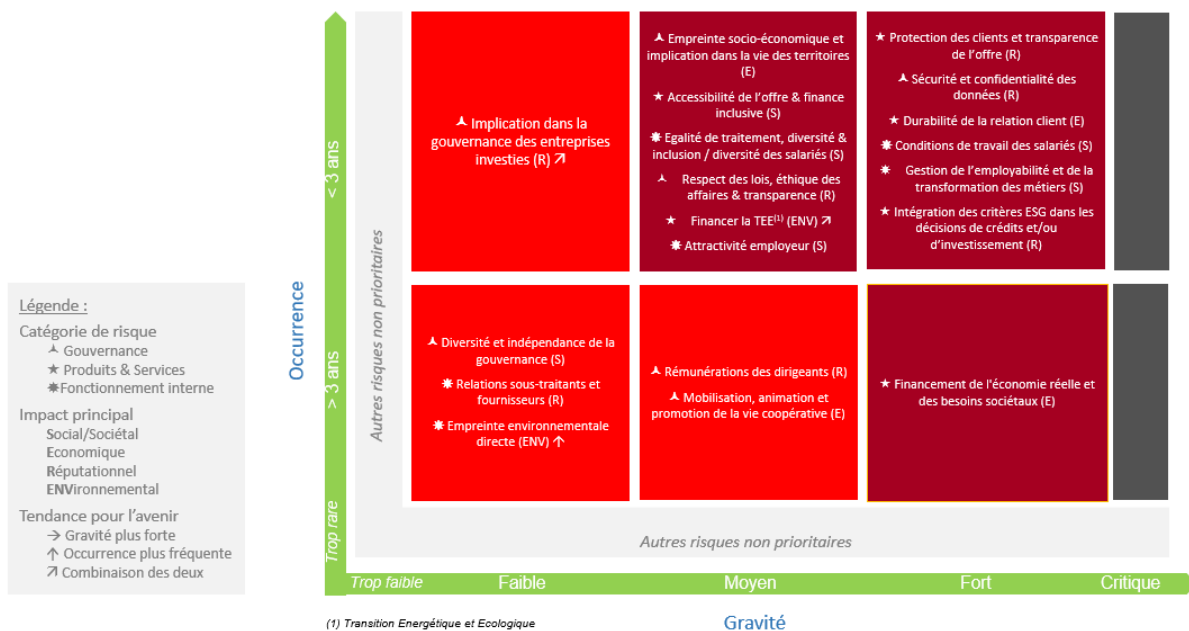 Légende :
Catégorie de risque
Gouvernance
★ Produits & Services
Fonctionnement interne
Impact principal
Social/Sociétal
Economique
Réputationnel
ENVironnemental
Tendance pour l'avenir
→ Gravité plus forte
↑ Occurrence plus fréquente
↗ Combinaison des deux
Occurrence
< 3 ans
> 3 ans
Trop rare
Autres risques non prioritaires
Implication dans la
gouvernance des entreprises
investies (R) ↗
Empreinte socio-économique et
implication dans la vie des territoires
(E)
★ Accessibilité de l'offre & finance
inclusive (S)
Egalité de traitement, diversité &
inclusion / diversité des salariés (S)
Respect des lois, éthique des
affaires & transparence (R)
★ Financer la TEE(1) (ENV) ↗
Attractivité employeur (S)
★ Protection des clients et transparence
de l'offre (R)
Sécurité et confidentialité des
données (R)
★ Durabilité de la relation client (E)
Conditions de travail des salariés (S)
Gestion de l'employabilité et de la
transformation des métiers (S)
★ Intégration des critères ESG dans les
décisions de crédits et/ou
d'investissement (R)
Diversité et indépendance de la
gouvernance (S)
Relations sous-traitants et
fournisseurs (R)
Empreinte environnementale
directe (ENV) ↑
Rémunérations des dirigeants (R)
Mobilisation, animation et
promotion de la vie coopérative (E)
★ Financement de l'économie réelle et
des besoins sociétaux (E)
Autres risques non prioritaires
Trop faible
Faible
Moyen
Fort
Critique
(1) Transition Energétique et Ecologique
Gravité